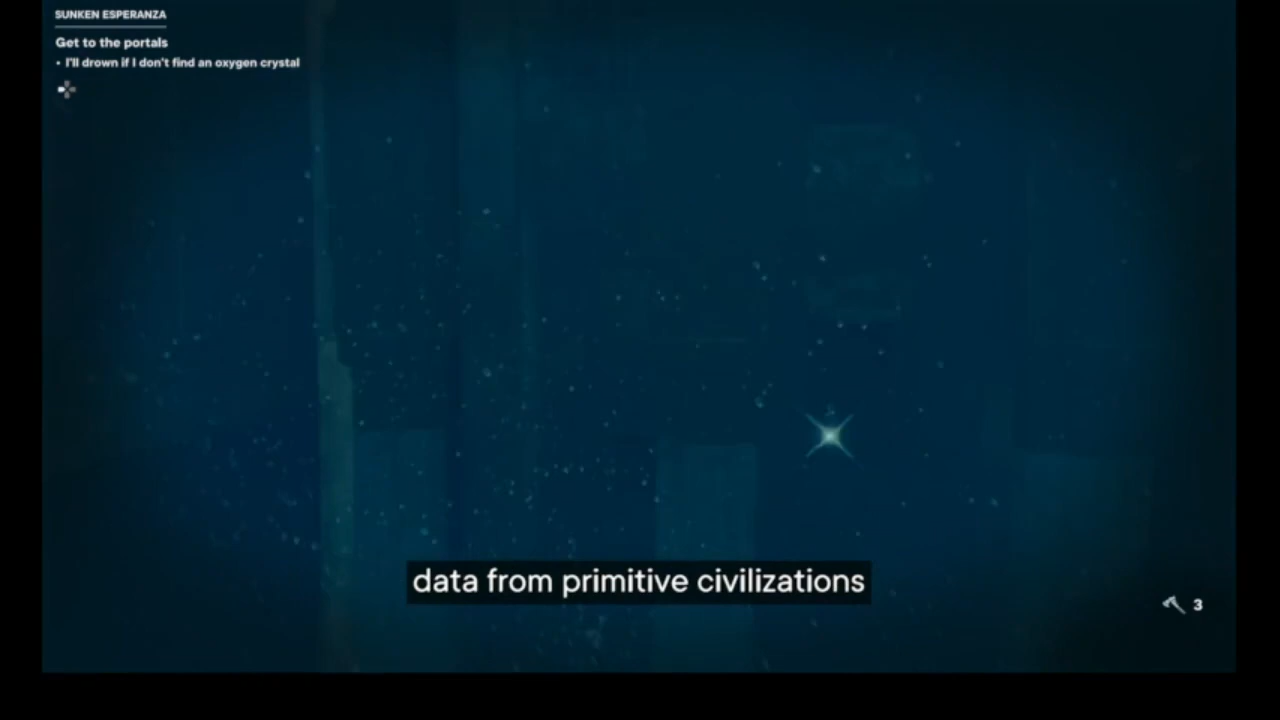 SUNKEN ESPERANZA
Get to the portals
• I'll drown if I don't find an oxygen crystal
data from primitive civilizations
3